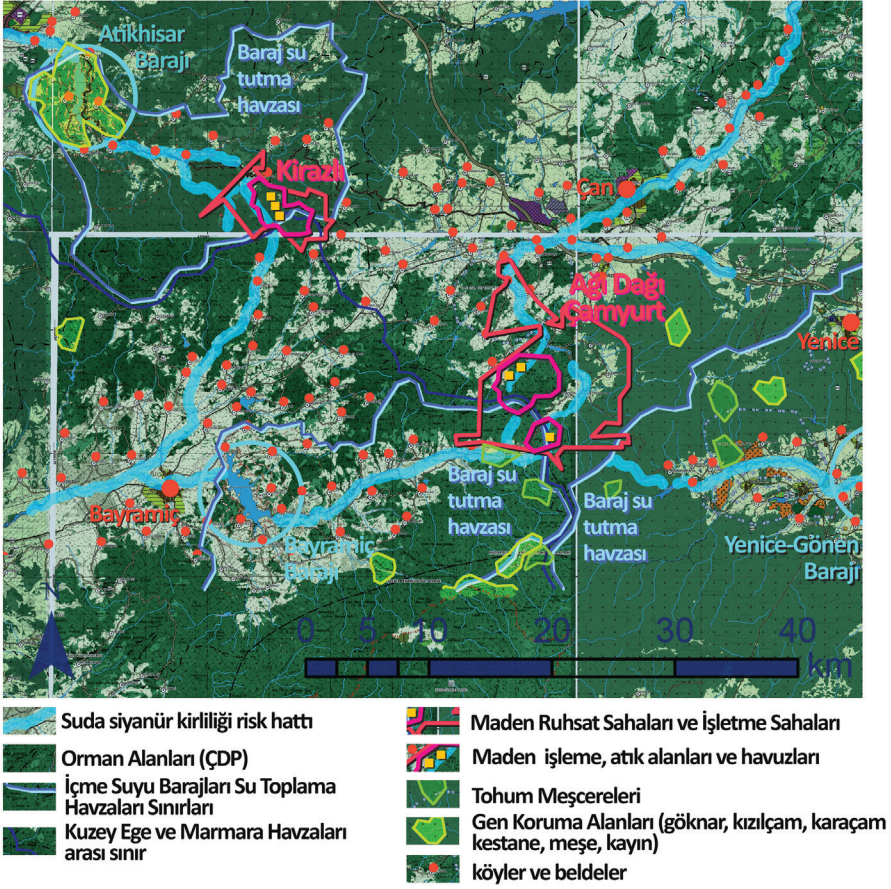 Atikhisar
Barajı
Baraj su
tutma
havzası
Kirazlı
Çan
Ağı Dağı
Çamyurt
Yenice
Bayramiç
Bayramiç
Barajı
Baraj su
tutma
havzası
Baraj su
tutma
havzası
Yenice-Gönen
Barajı
N
0 5 10 20 30 40
km
Suda siyanür kirliliği risk hattı
Orman Alanları (ÇDP)
İçme Suyu Barajları Su Toplama
Havzaları Sınırları
Kuzey Ege ve Marmara Havzaları
arası sınır
Maden Ruhsat Sahaları ve İşletme Sahaları
Maden işleme, atık alanları ve havuzları
Tohum Meşcereleri
Gen Koruma Alanları (göknar, kızılçam, karaçam
kestane, meşe, kayın)
köyler ve beldeler